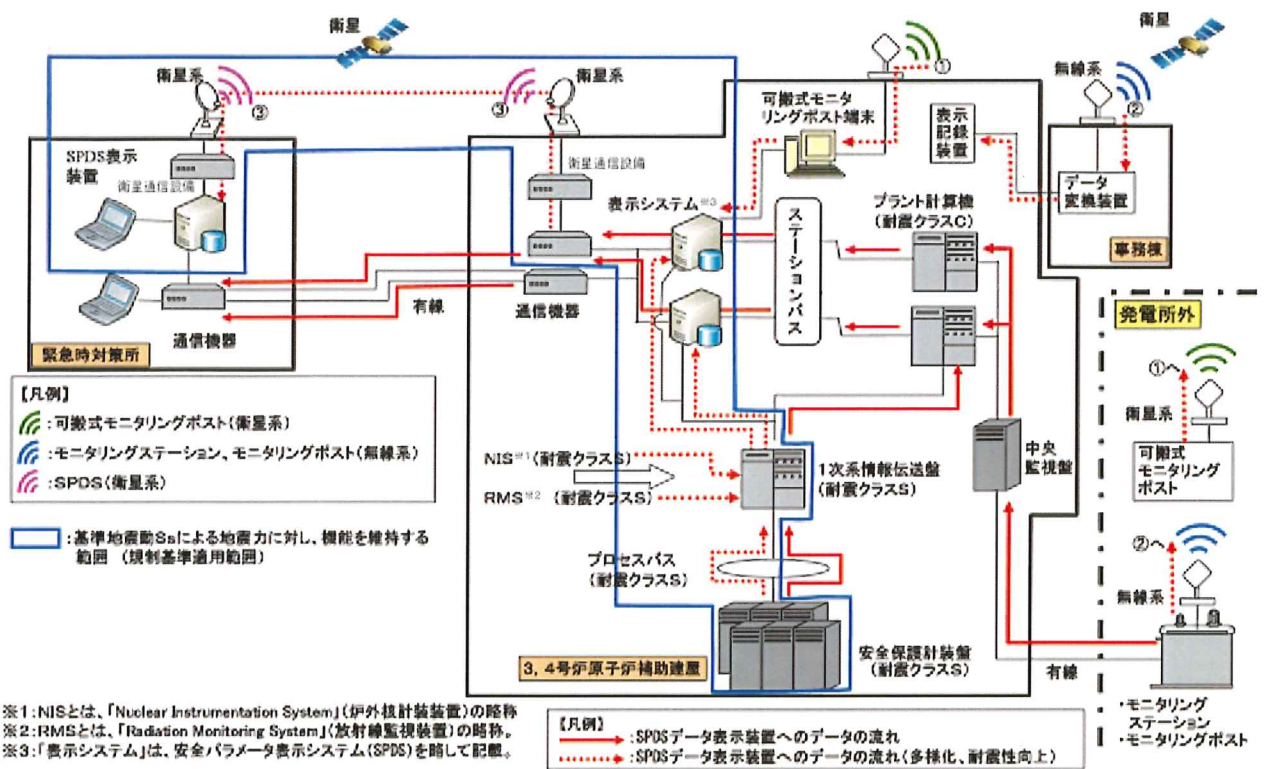 衛星
衛星
衛星系
③
衛星系
③
①
無線系
②
可搬式モニタ
リングポスト端末
表示
記録
装置
SPDS表示
装置
衛星通信設備
衛星通信設備
表示システム※3
ステーションバス
プラント計算機
(耐震クラスC)
データ
変換装置
事務棟
有線
通信機器
通信機器
緊急時対策所
発電所外
①へ
衛星系
可搬式
モニタリング
ポスト
【凡例】
:可搬式モニタリングポスト(衛星系)
:モニタリングステーション、モニタリングポスト(無線系)
:SPDS(衛星系)
:基準地震動Ssによる地震力に対し、機能を維持する
範囲 (規制基準適用範囲)
NIS※1(耐震クラスS)
RMS※2 (耐震クラスS)
1次系情報伝送盤
(耐震クラスS)
中央
監視盤
プロセスバス
(耐震クラスS)
②へ
無線系
3, 4号炉原子炉補助建屋
安全保護計装盤
(耐震クラスS)
有線
・モニタリング
ステーション
・モニタリングポスト
※1:NISとは、「Nuclear Instrumentation System」(炉外核計装装置)の略称
※2:RMSとは、「Radiation Monitoring System」(放射線監視装置)の略称。
※3:「表示システム」は、安全パラメータ表示システム(SPDS)を略して記載。
【凡例】
:SPDSデータ表示装置へのデータの流れ
:SPDSデータ表示装置へのデータの流れ(多様化、耐震性向上)